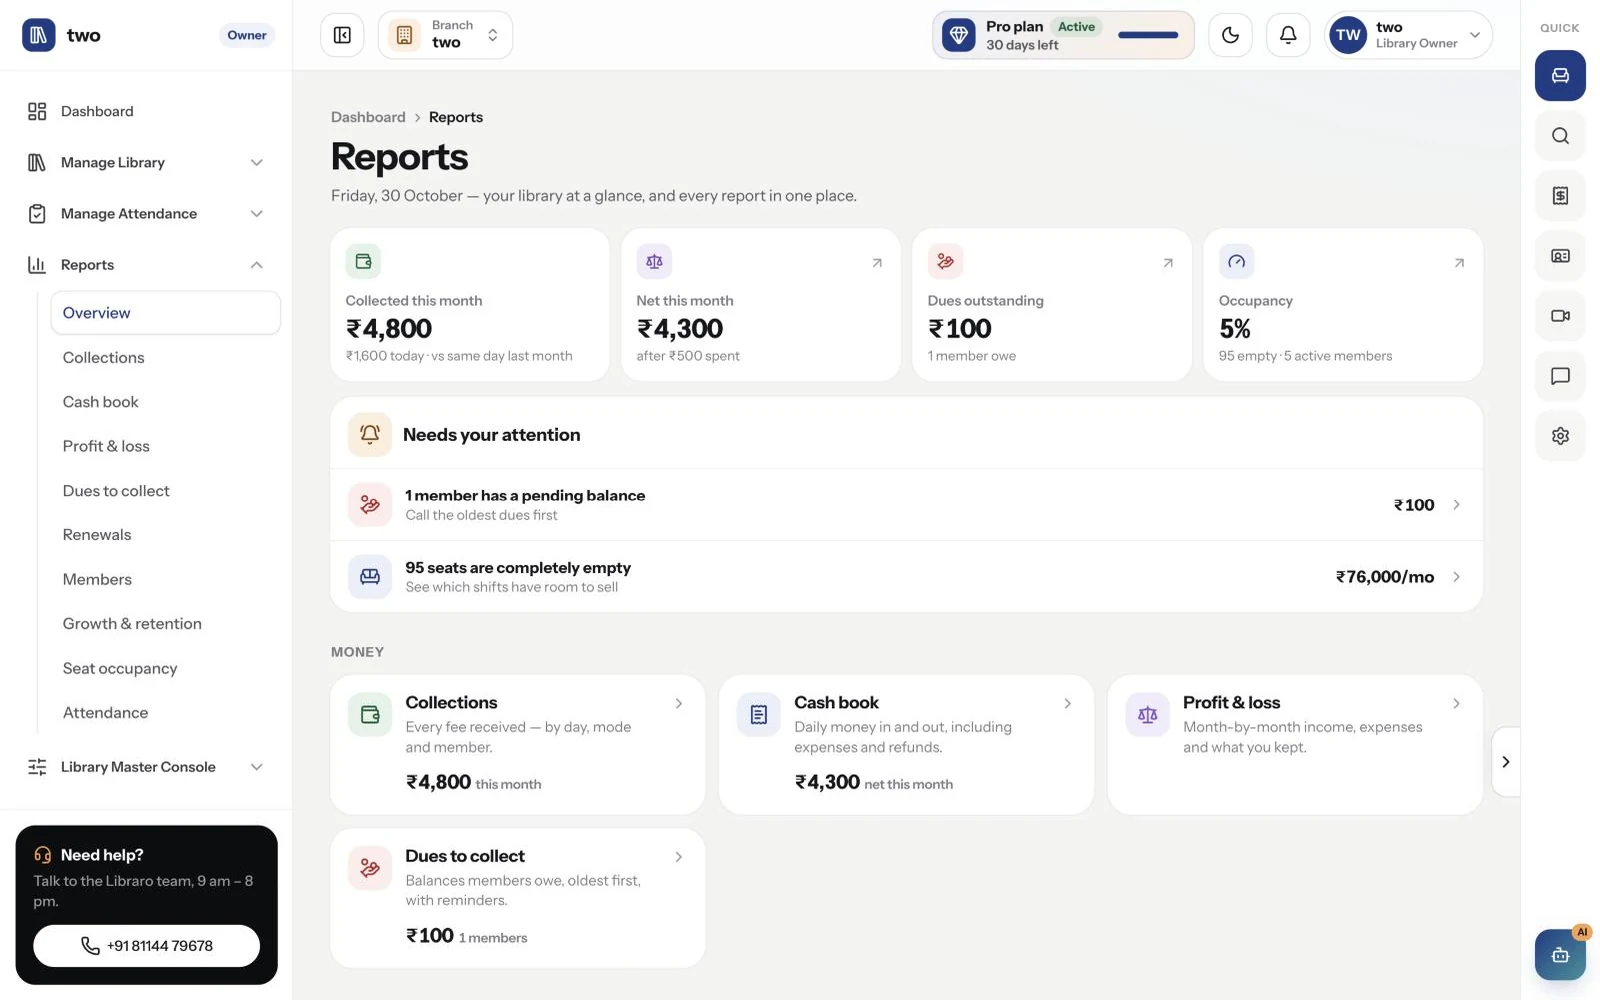 two
Owner
Dashboard
Manage Library
Manage Attendance
Reports
Overview
Collections
Cash book
Profit & loss
Dues to collect
Renewals
Members
Growth & retention
Seat occupancy
Attendance
Library Master Console
Need help?
Talk to the Libraro team, 9 am – 8
pm.
+91 81144 79678
Branch
two
Pro plan Active
30 days left
TW
two
Library Owner
Dashboard > Reports
Reports
Friday, 30 October — your library at a glance, and every report in one place.
Collected this month
₹4,800
₹1,600 today · vs same day last month
Net this month
₹4,300
after ₹500 spent
Dues outstanding
₹100
1 member owe
Occupancy
5%
95 empty · 5 active members
Needs your attention
1 member has a pending balance
Call the oldest dues first
₹100
95 seats are completely empty
See which shifts have room to sell
₹76,000/mo
MONEY
Collections
Every fee received — by day, mode
and member.
₹4,800 this month
Cash book
Daily money in and out, including
expenses and refunds.
₹4,300 net this month
Profit & loss
Month-by-month income, expenses
and what you kept.
Dues to collect
Balances members owe, oldest first,
with reminders.
₹100 1 members
QUICK
AI